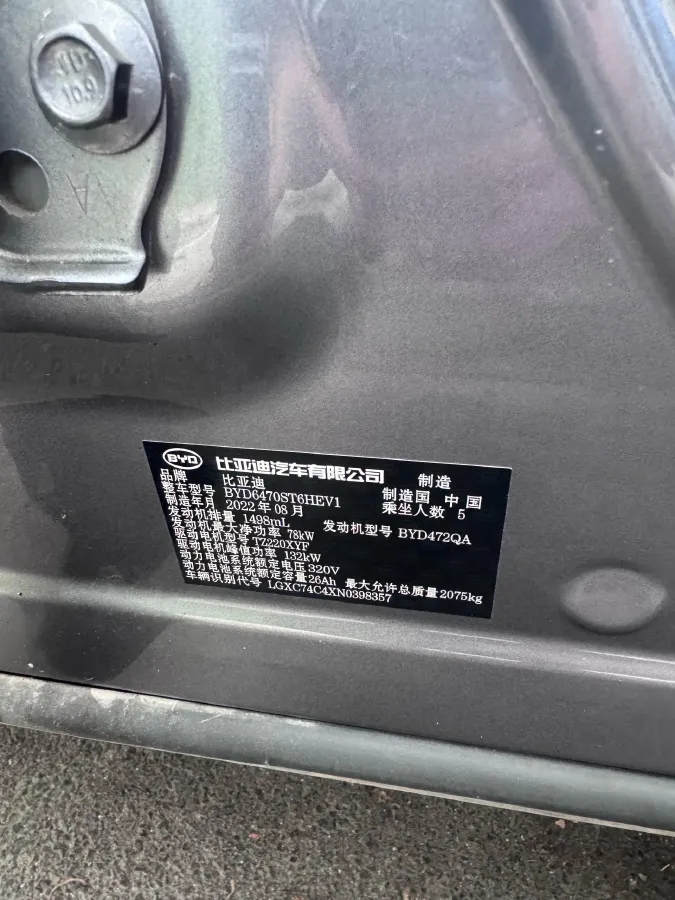 10.9
BYD 比亚迪汽车有限公司 制造
品牌 比亚迪
整车型号 BYD6470ST6HEV1 制造国 中国
制造年月 2022年08月 乘坐人数 5
发动机排量 1498mL 发动机型号 BYD472QA
发动机最大净功率 78kW
驱动电机型号 TZ220XYF
驱动电机峰值功率 132kW
动力电池系统额定电压 320V
动力电池系统额定容量 26Ah 最大允许总质量 2075kg
车辆识别代号 LGXC74C4XN0398357